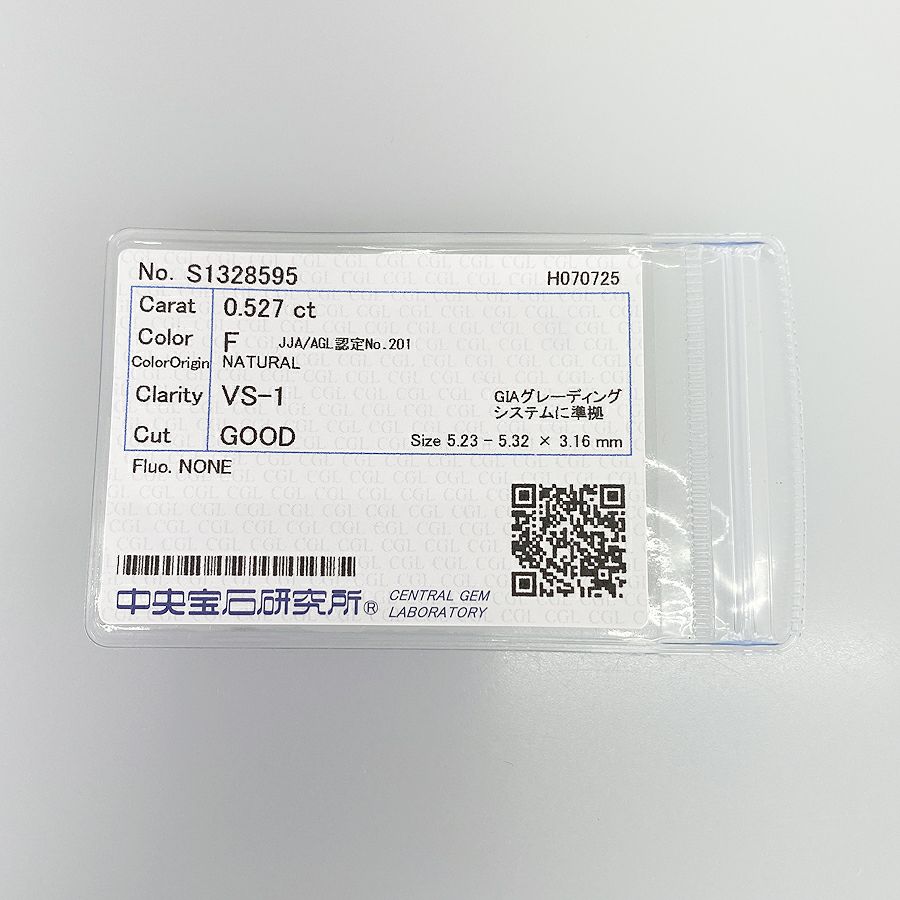 No. S1328595 H070725
Carat 0.527 ct
Color F JJA/AGL認定No.201
ColorOrigin NATURAL
Clarity VS-1 GIAグレーディング
システムに準拠
Cut GOOD Size 5.23 - 5.32 × 3.16 mm
Fluo. NONE
中央宝石研究所® CENTRAL GEM
LABORATORY